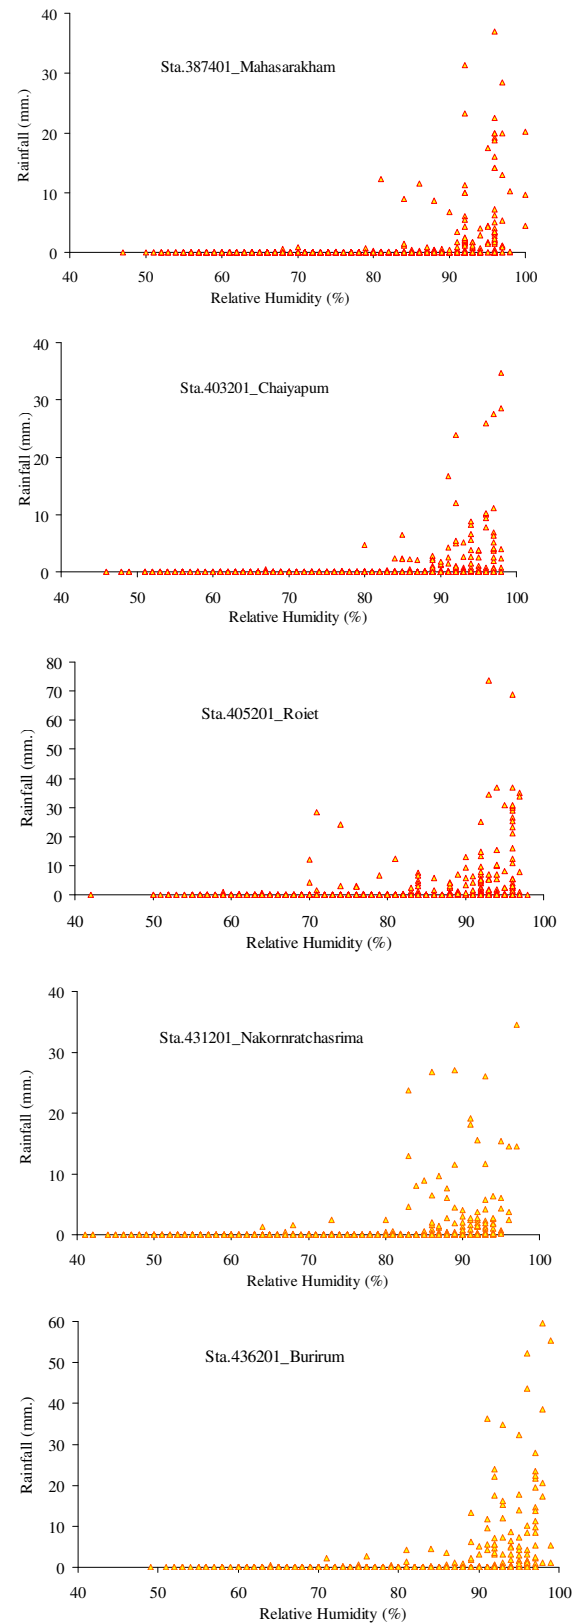 40
Sta.387401_Mahasarakham
30
Rainfall (mm.)
20
10
0
40 50 60 70 80 90 100
Relative Humidity (%)
40
Sta.403201_Chaiyapum
30
Rainfall (mm.)
20
10
0
40 50 60 70 80 90 100
Relative Humidity (%)
80
70
Sta.405201_Roiet
60
50
Rainfall (mm.)
40
30
20
10
0
40 50 60 70 80 90 100
Relative Humidity (%)
40
Sta.431201_Nakornratchasrima
30
Rainfall (mm.)
20
10
0
40 50 60 70 80 90 100
Relative Humidity (%)
60
Sta.436201_Burirum
50
40
Rainfall (mm.)
30
20
10
0
40 50 60 70 80 90 100
Relative Humidity (%)